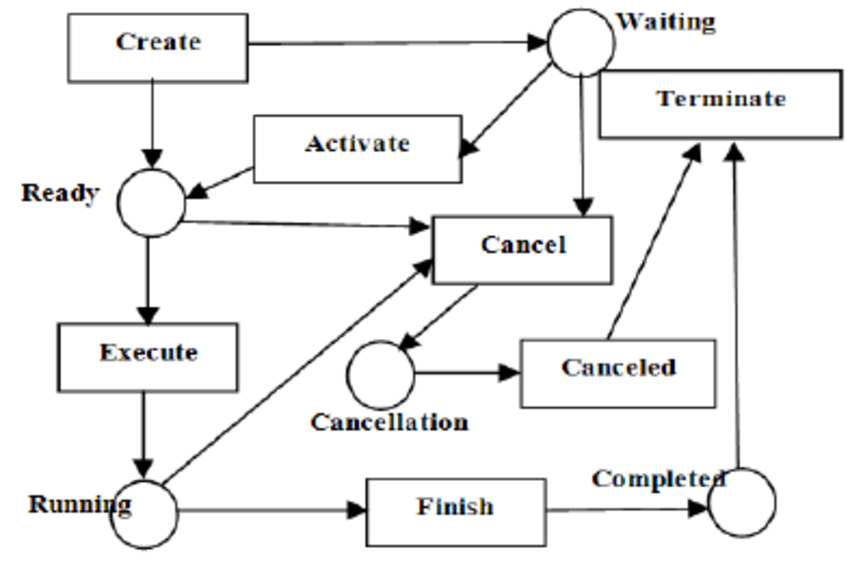 Waiting
Create
Terminate
Activate
Ready
Cancel
Execute
Canceled
Cancellation
Completed
Running
Finish